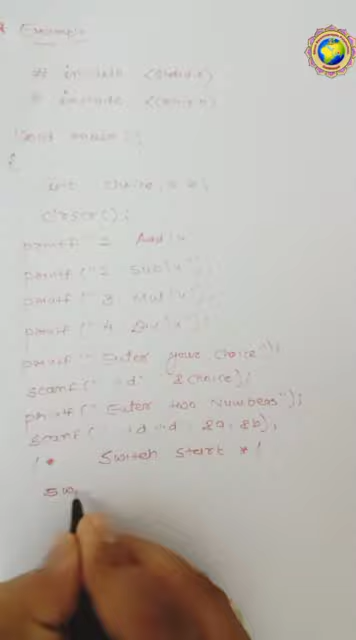 Example
# include <stdio.h>
# include <conio.h>
Void main()
{
int choice, a, b;
clrscr();
printf(" 1 Add\n
printf("2 Sub\n");
printf("3 Mul\n");
printf("4 Div\n");
printf("Enter your choice");
scanf("%d" &choice);
printf("Enter two numbers");
scanf("%d%d", &a, &b);
/* Switch start */
sw